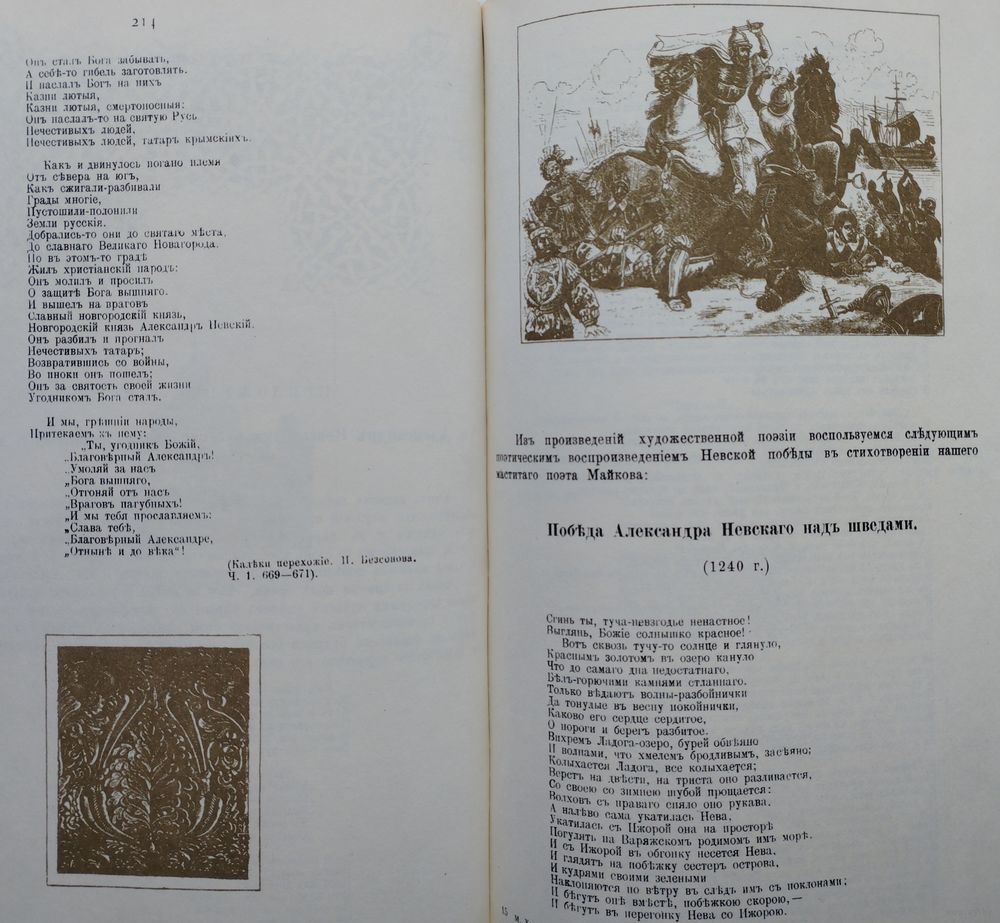 214
Онъ сталъ Бога забывать,
А себѣ-то гибель заготовлять.
И наслалъ Богъ на нихъ
Казни лютыя,
Казни лютыя, смертоносныя:
Онъ наслалъ-то на святую Русь
Нечестивыхъ людей,
Нечестивыхъ людей, татаръ крымскіихъ.
Какъ и двинулось погано племя
Отъ сѣвера на югъ,
Какъ сжигали-разбивали
Грады многіе,
Пустошили-полонили
Земли русскія.
Добрались-то они до святаго мѣста,
До славнаго Великаго Новагорода.
Но въ этомъ-то градѣ
Жилъ христіанскій народъ:
Онъ молилъ и просилъ
О защитѣ Бога вышняго.
И вышелъ на враговъ
Славный новгородскій князь,
Новгородскій князь Александръ Невскій.
Онъ разбилъ и прогналъ
Нечестивыхъ татаръ;
Возвратившись со войны,
Во иноки онъ пошелъ;
Онъ за святость своей жизни
Угодникомъ Бога сталъ.
И мы, грѣшніи народы,
Притекаемъ къ нему:
„Ты, угодникъ Божій,
„Благовѣрный Александръ!
„Умоляй за насъ
„Бога вышняго,
„Отгоняй отъ насъ
„Враговъ пагубныхъ!
„И мы тебя прославляемъ:
„Слава тебѣ,
„Благовѣрный Александре,
„Отнынѣ и до вѣка“!
(Калѣки перехожіе. П. Безсонова.
Ч. 1. 669—671).
Изъ произведеній художественной поэзіи воспользуемся слѣдующимъ
поэтическимъ воспроизведеніемъ Невской побѣды въ стихотвореніи нашего
маститаго поэта Майкова:
Побѣда Александра Невскаго надъ шведами.
(1240 г.)
Сгинь ты, туча-невзгодье ненастное!
Выглянь, Божіе солнышко красное!
Вотъ сквозь тучу-то солнце и глянуло,
Краснымъ золотомъ въ озеро кануло
Что до самаго дна недостатнаго,
Бѣлъ-горючими камнями стланнаго.
Только вѣдаютъ волны-разбойнички
Да тонулые въ весну покойнички,
Каково его сердце сердитое,
О пороги и берегъ разбитое.
Вихремъ Ладога-озеро, бурей обвѣяно
И волнами, что хмелемъ бродливымъ, засѣяно;
Колыхается Ладога, все колыхается;
Верстъ на двѣсти, на триста оно разливается,
Со своею со зимнею шубой прощается:
Волховъ съ праваго сняло оно рукава.
А налѣво сама укатилась Нева,
Укатилась съ Ижорой она на просторѣ
Погулять на Варяжскомъ родимомъ имъ морѣ.
И съ Ижорой въ обгонку несется Нева,
И глядятъ на побѣжку сестеръ острова,
И кудрями своими зелеными
Наклоняются по вѣтру въ слѣдъ имъ съ поклонами;
И бѣгутъ онѣ вмѣстѣ, побѣжкою скорою,—
И бѣгутъ въ перегонку Нева со Ижорою.
15